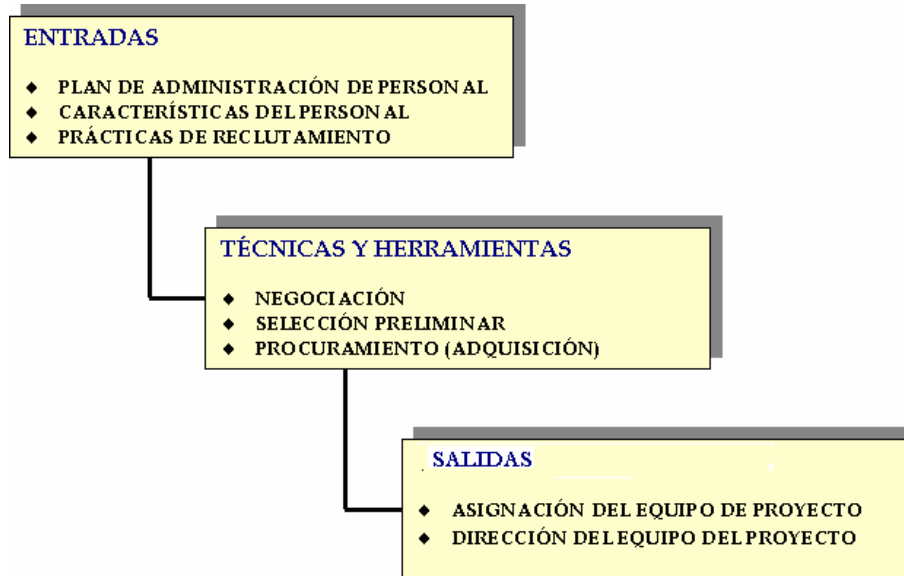 ENTRADAS
◆ PLAN DE ADMINISTRACIÓN DE PERSONAL
◆ CARACTERÍSTICAS DEL PERSONAL
◆ PRÁCTICAS DE RECLUTAMIENTO
TÉCNICAS Y HERRAMIENTAS
◆ NEGOCIACIÓN
◆ SELECCIÓN PRELIMINAR
◆ PROCURAMIENTO (ADQUISICIÓN)
SALIDAS
◆ ASIGNACIÓN DEL EQUIPO DE PROYECTO
◆ DIRECCIÓN DEL EQUIPO DEL PROYECTO